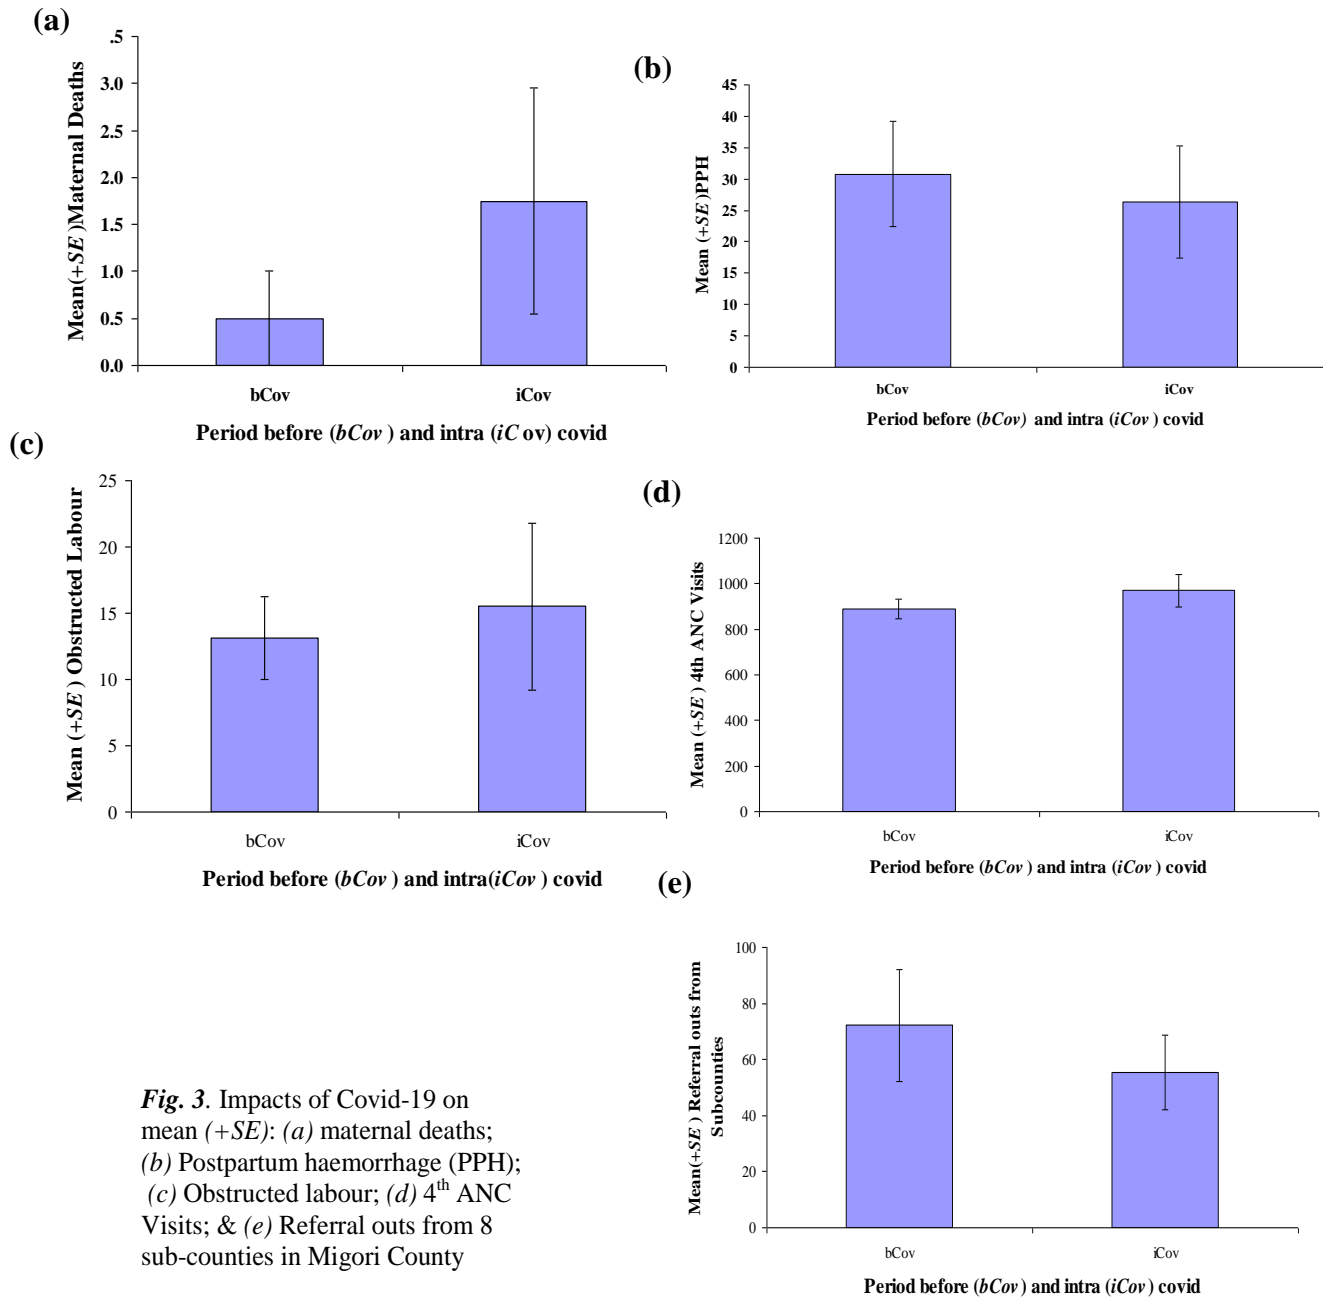 (a)
Mean(+SE)Maternal Deaths
.5
3.0
2.5
2.0
1.5
1.0
0.5
0.0
bCov
iCov
Period before (bCov) and intra (iC ov) covid
(b)
Mean (+SE)PPH
45
40
35
30
25
20
15
10
5
0
bCov
iCov
Period before (bCov) and intra (iCov) covid
(c)
Mean (+SE) Obstructed Labour
25
20
15
10
5
0
bCov
iCov
Period before (bCov) and intra(iCov) covid
(d)
Mean (+SE) 4th ANC Visits
1200
1000
800
600
400
200
0
bCov
iCov
Period before (bCov) and intra (iCov) covid
(e)
Mean(+SE) Referral outs from
Subcounties
100
80
60
40
20
0
bCov
iCov
Period before (bCov) and intra (iCov) covid
Fig. 3. Impacts of Covid-19 on
mean (+SE): (a) maternal deaths;
(b) Postpartum haemorrhage (PPH);
(c) Obstructed labour; (d) 4th ANC
Visits; & (e) Referral outs from 8
sub-counties in Migori County